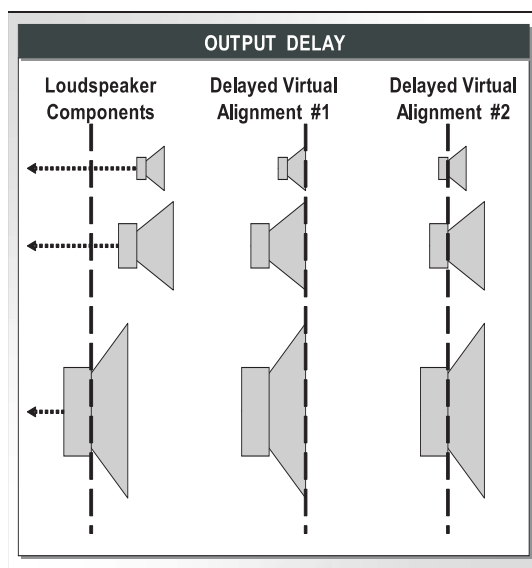 OUTPUT DELAY
Loudspeaker
Components
Delayed Virtual
Alignment #1
Delayed Virtual
Alignment #2